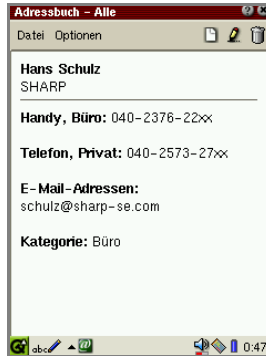 Adressbuch - Alle
Datei Optionen
Hans Schulz
SHARP
Handy, Büro: 040-2376-22xx
Telefon, Privat: 040-2573-27xx
E-Mail-Adressen:
schulz@sharp-se.com
Kategorie: Büro
abc 0:47